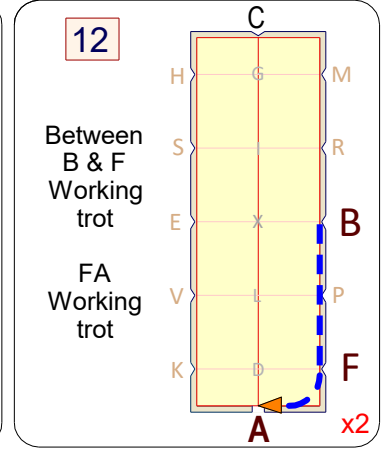 12
C
H G M
Between
B & F
Working
trot
S I R
E X B
FA
Working
trot
V L P
K D F
A
x2